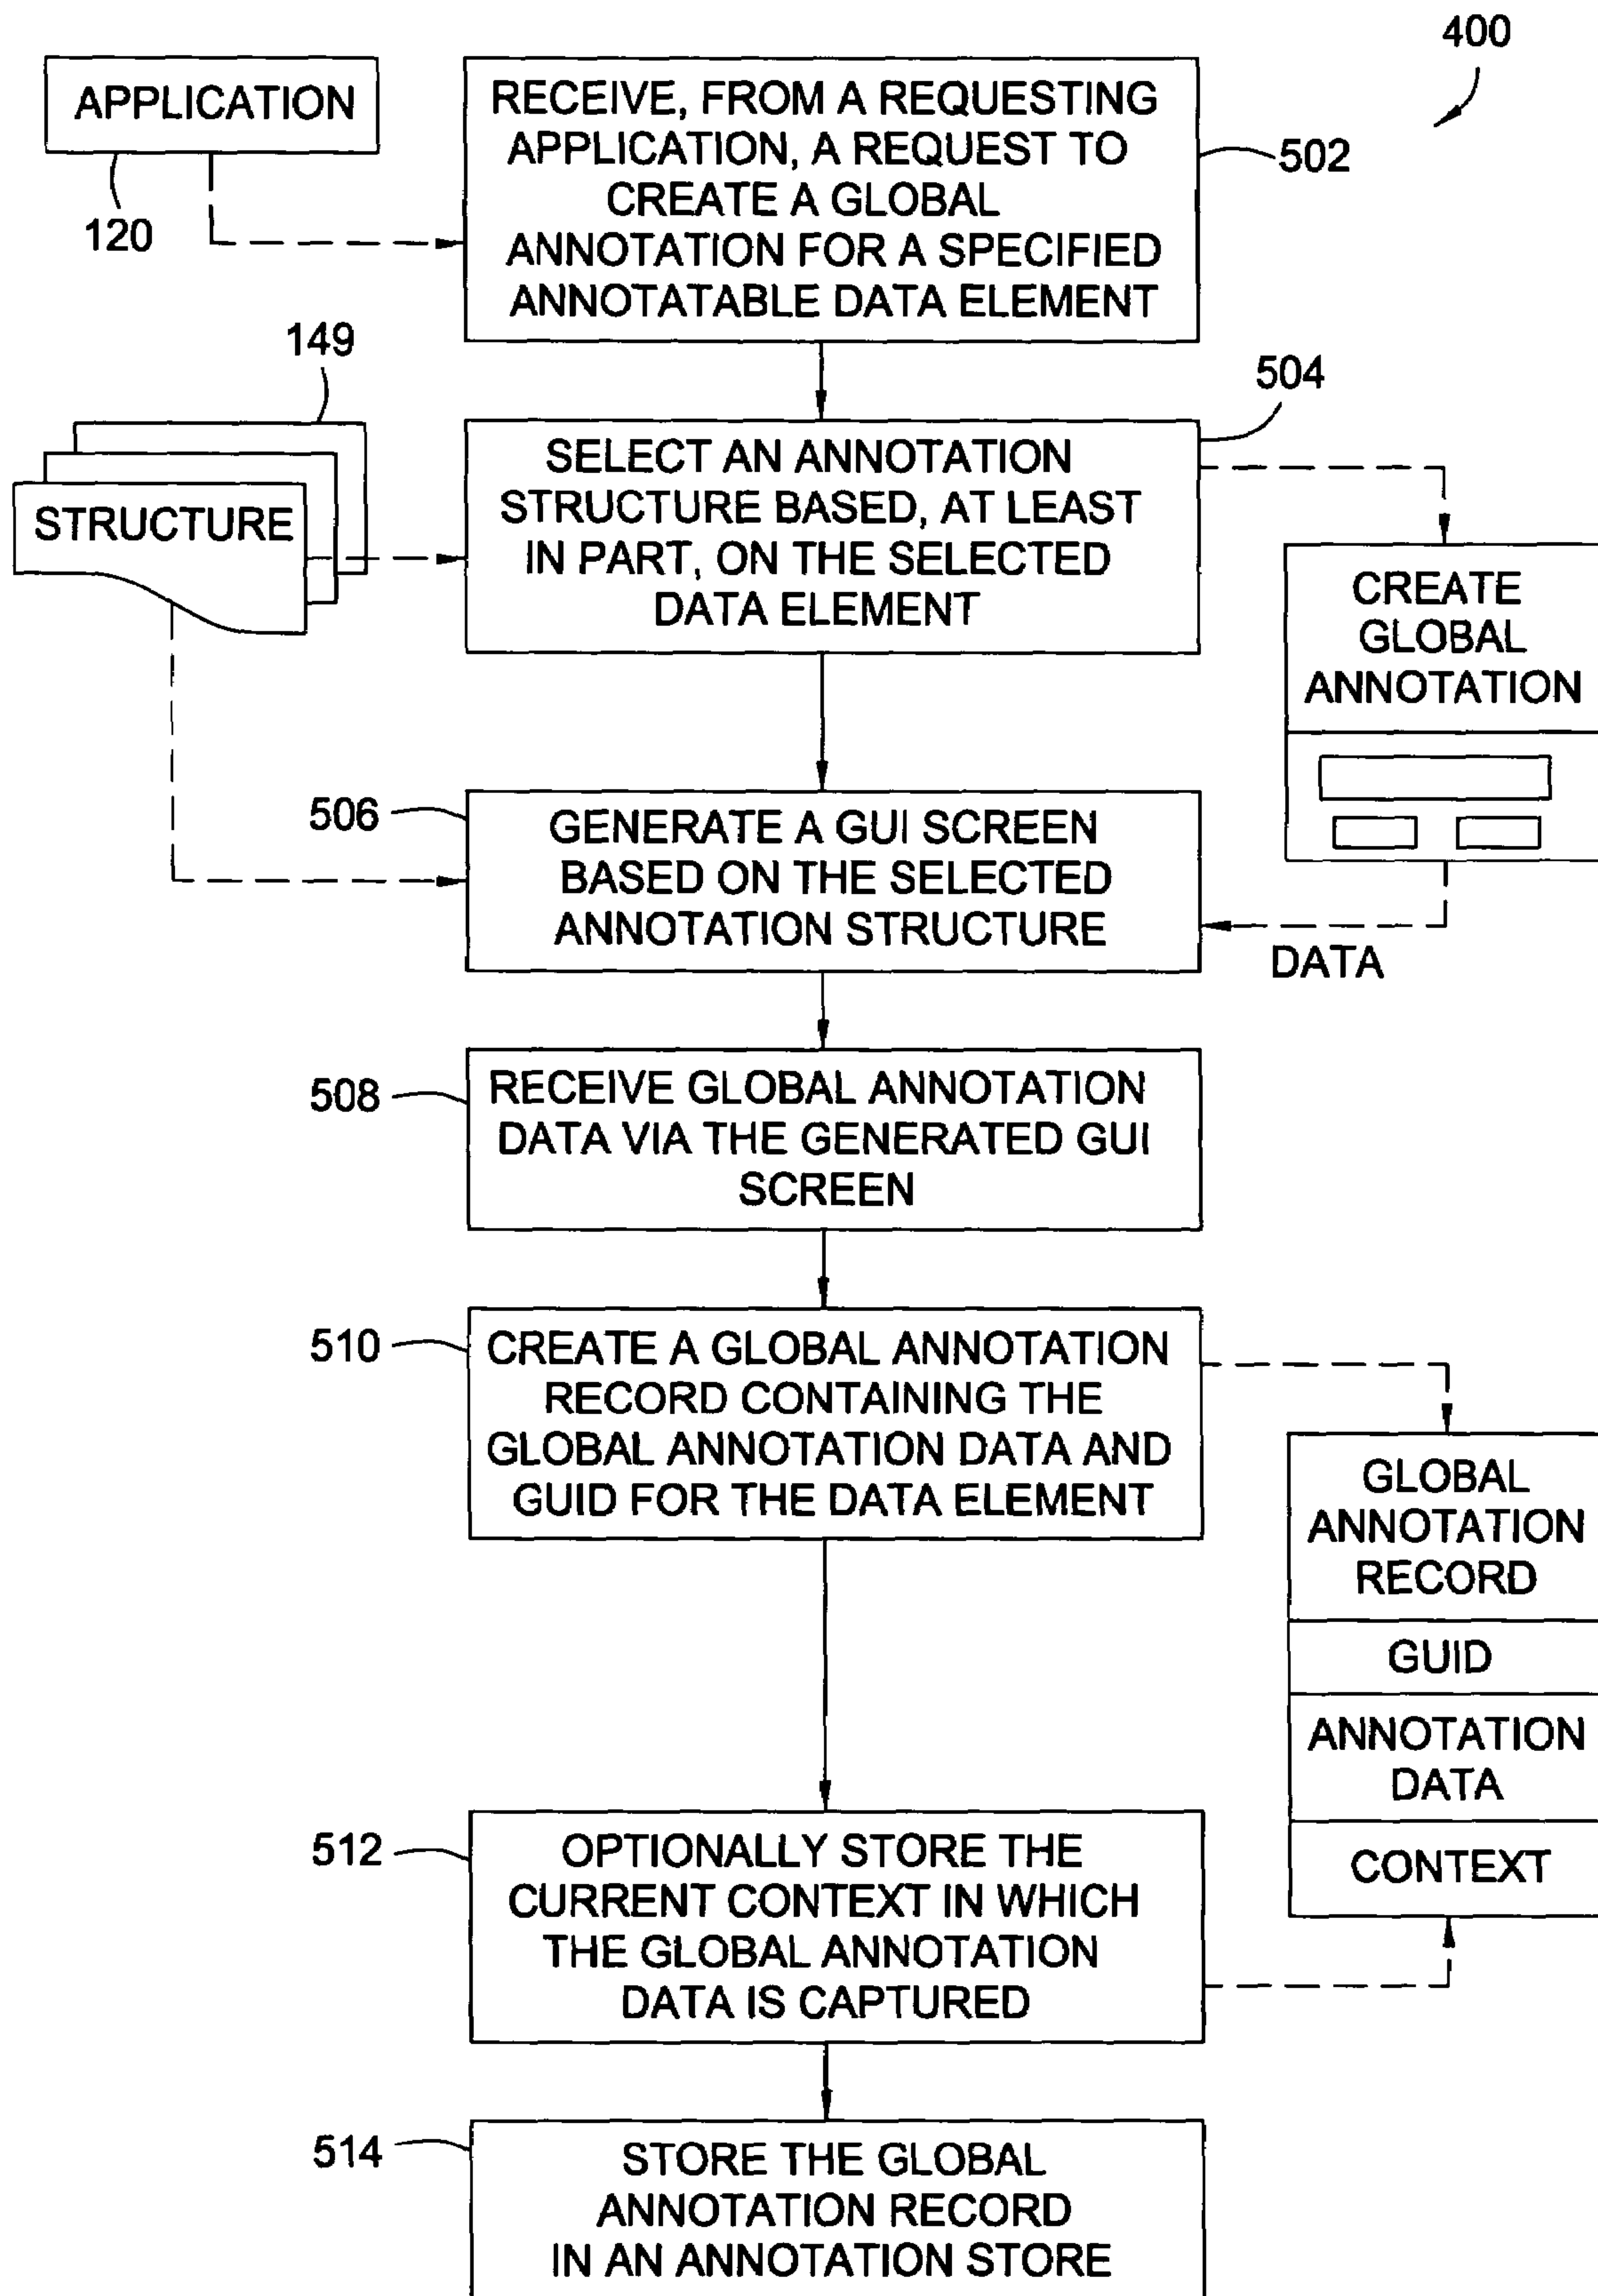 400
APPLICATION
120
RECEIVE, FROM A REQUESTING
APPLICATION, A REQUEST TO
CREATE A GLOBAL
ANNOTATION FOR A SPECIFIED
ANNOTATABLE DATA ELEMENT
502
149
STRUCTURE
504
SELECT AN ANNOTATION
STRUCTURE BASED, AT LEAST
IN PART, ON THE SELECTED
DATA ELEMENT
CREATE
GLOBAL
ANNOTATION
506
GENERATE A GUI SCREEN
BASED ON THE SELECTED
ANNOTATION STRUCTURE
DATA
508
RECEIVE GLOBAL ANNOTATION
DATA VIA THE GENERATED GUI
SCREEN
510
CREATE A GLOBAL ANNOTATION
RECORD CONTAINING THE
GLOBAL ANNOTATION DATA AND
GUID FOR THE DATA ELEMENT
GLOBAL
ANNOTATION
RECORD
GUID
ANNOTATION
DATA
CONTEXT
512
OPTIONALLY STORE THE
CURRENT CONTEXT IN WHICH
THE GLOBAL ANNOTATION
DATA IS CAPTURED
514
STORE THE GLOBAL
ANNOTATION RECORD
IN AN ANNOTATION STORE